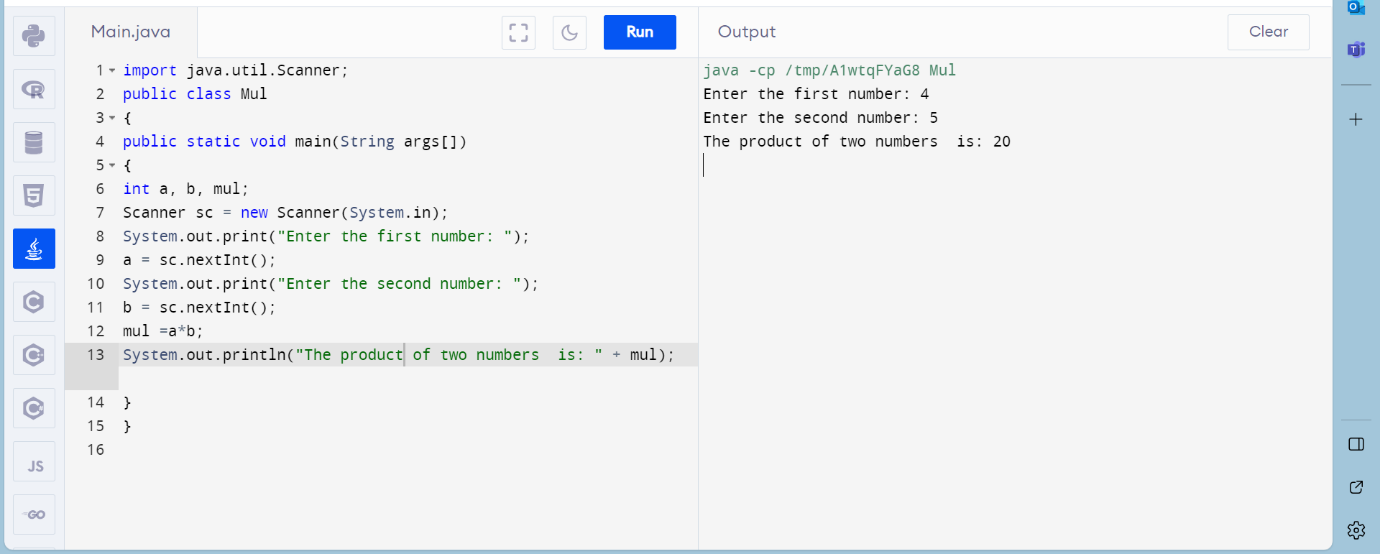 Main.java
Run
Output
Clear
1 import java.util.Scanner;
2 public class Mul
3 {
4 public static void main(String args[])
5 {
6 int a, b, mul;
7 Scanner sc = new Scanner(System.in);
8 System.out.print("Enter the first number: ");
9 a = sc.nextInt();
10 System.out.print("Enter the second number: ");
11 b = sc.nextInt();
12 mul =a*b;
13 System.out.println("The product of two numbers  is: " + mul);
14 }
15 }
16
java -cp /tmp/A1wtqFYaG8 Mul
Enter the first number: 4
Enter the second number: 5
The product of two numbers  is: 20
R
5
C
C
C
JS
GO
O
T